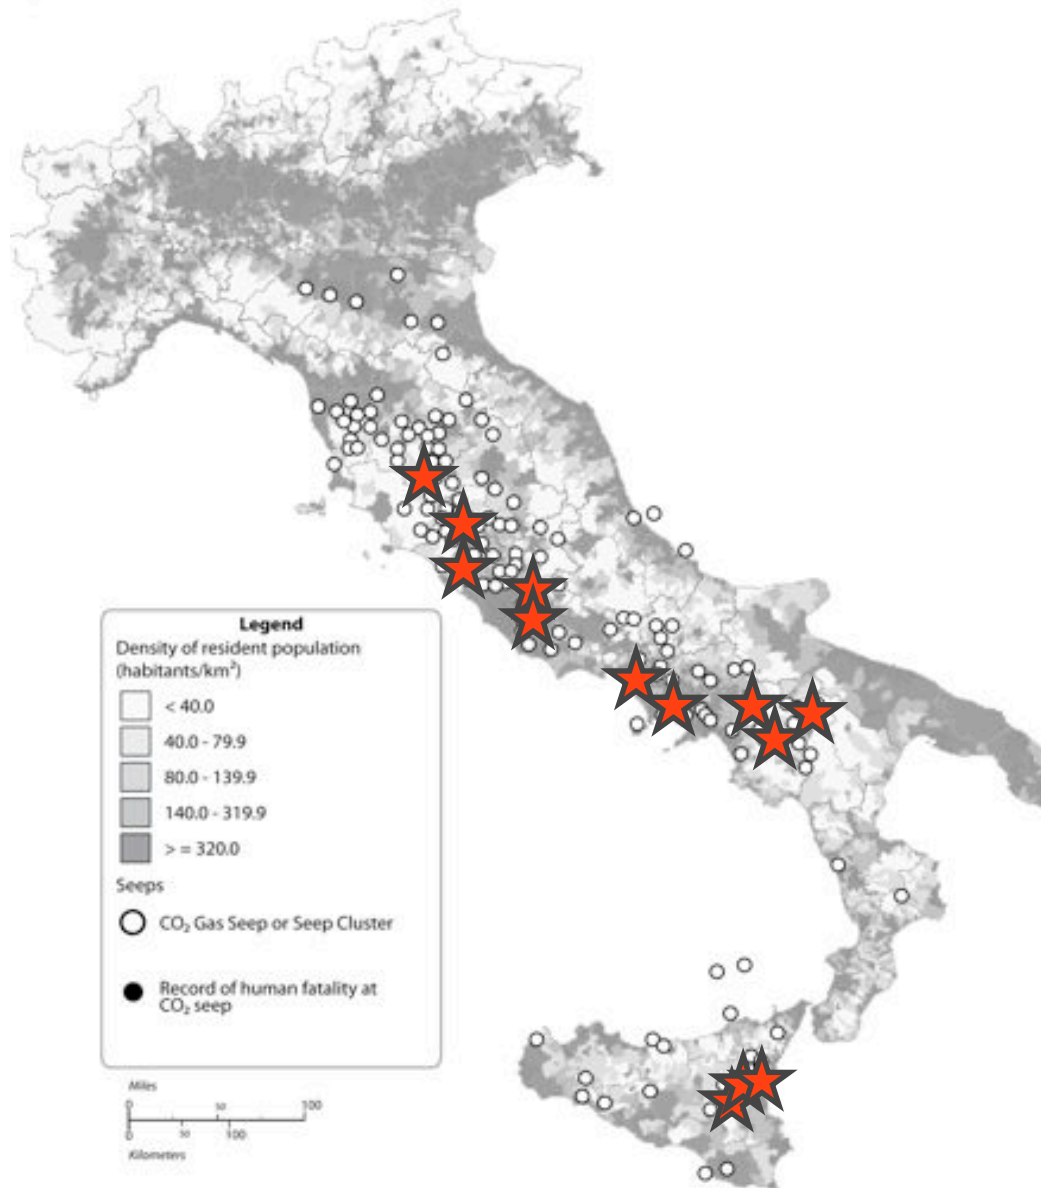 Legend
Density of resident population
(habitants/km²)
< 40.0
40.0 - 79.9
80.0 - 139.9
140.0 - 319.9
> = 320.0
Seeps
CO₂ Gas Seep or Seep Cluster
Record of human fatality at
CO₂ seep
Miles
0 50 100
0 50 100
Kilometers